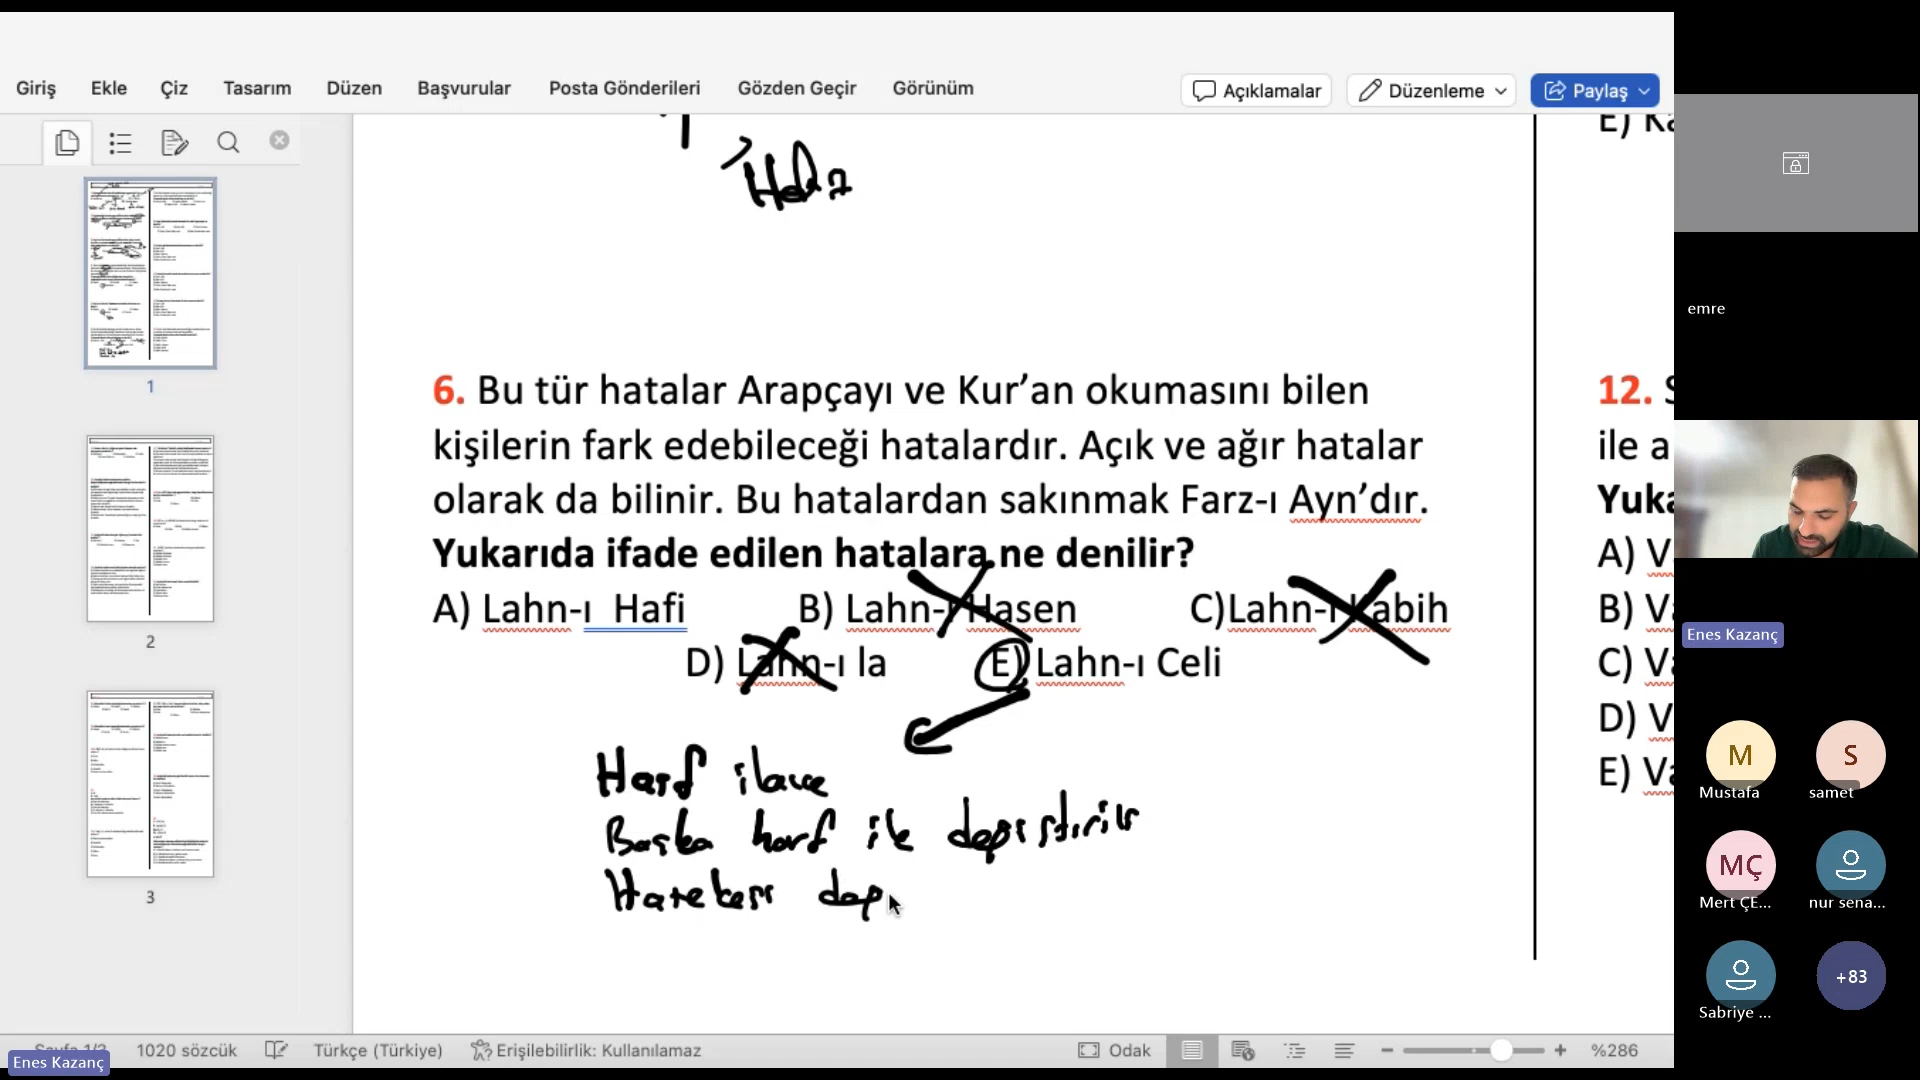 Giriş Ekle Çiz Tasarım Düzen Başvurular Posta Gönderileri Gözden Geçir Görünüm Açıklamalar Düzenleme Paylaş
6. Bu tür hatalar Arapçayı ve Kur’an okumasını bilen
kişilerin fark edebileceği hatalardır. Açık ve ağır hatalar
olarak da bilinir. Bu hatalardan sakınmak Farz-ı Ayn’dır.
Yukarıda ifade edilen hatalara ne denilir?
A) Lahn-ı Hafi B) Lahn-ı Hasen C)Lahn-ı Kabih
D) Lahn-ı la E) Lahn-ı Celi
Harf ilave
Başka harf ile
12.
ile a
Yuka
A) V
B) Va
C) Va
D) V
E) Va
1
2
3
emre
Enes Kazanç
M
Mustafa
S
samet
MÇ
Mert ÇE...
nur sena...
Sabriye ...
+83
1020 sözcük Türkçe (Türkiye) Erişilebilirlik: Kullanılamaz Odak %286
Enes Kazanç